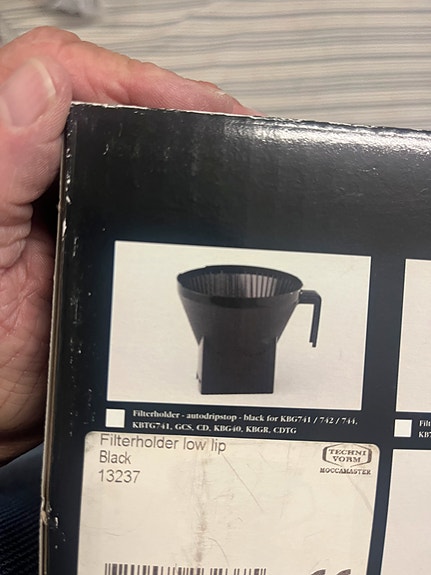 Filterholder - autodripstop - black for KBG741 / 742 / 744,
KBTG741, GCS, CD, KBG40, KBGR, CDTG
Filterholder low lip
Black
13237
TECHNI
VORM
MOCCAMASTER